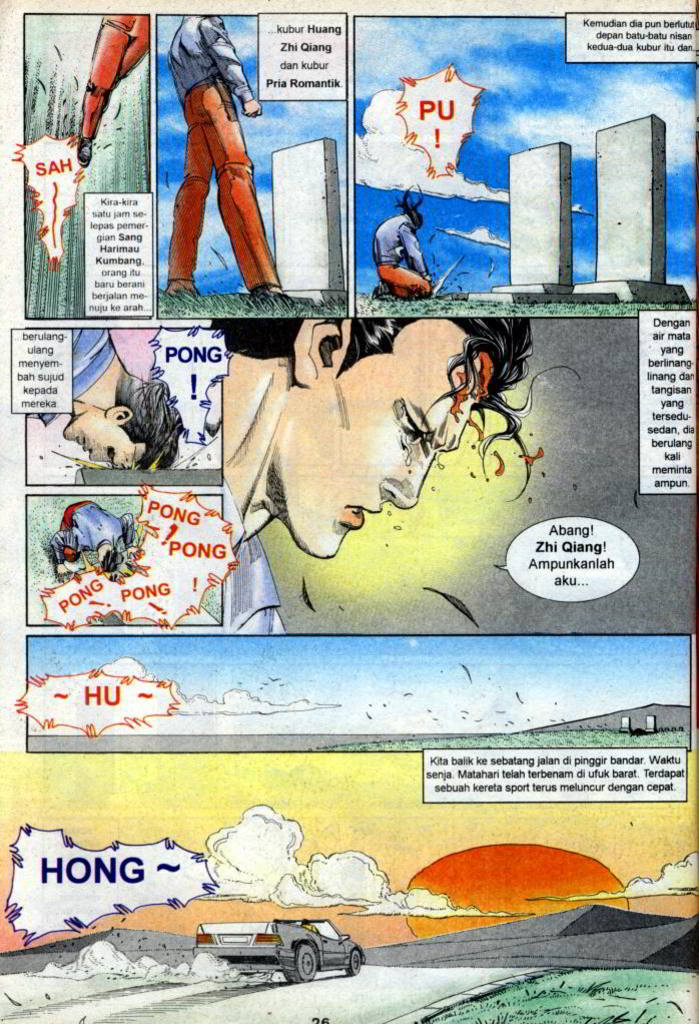 SAH
!
Kira-kira
satu jam se-
lepas pemer-
gian Sang
Harimau
Kumbang,
orang itu
baru berani
berjalan me-
nuju ke arah...
...kubur Huang
Zhi Qiang
dan kubur
Pria Romantik.
Kemudian dia pun berlutut
depan batu-batu nisan
kedua-dua kubur itu dan...
PU
!
...berulang-
ulang
menyem-
bah sujud
kepada
mereka.
PONG
!
PONG
!
PONG
!
PONG
!
PONG
!
Dengan
air mata
yang
berlinang-
linang dan
tangisan
yang
tersedu-
sedan, dia
berulang
kali
meminta
ampun.
Abang!
Zhi Qiang!
Ampunkanlah
aku...
~ HU ~
Kita balik ke sebatang jalan di pinggir bandar. Waktu
senja. Matahari telah terbenam di ufuk barat. Terdapat
sebuah kereta sport terus meluncur dengan cepat.
HONG ~
26